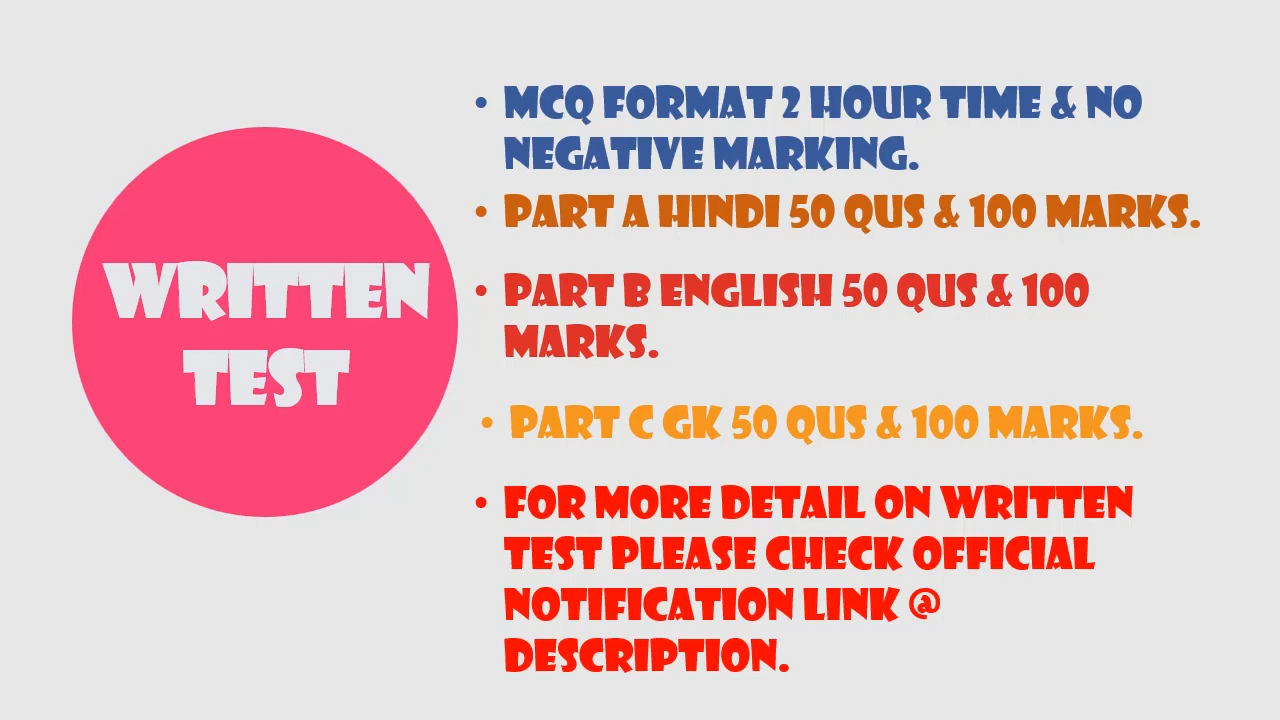 WRITTEN
TEST
• MCQ FORMAT 2 HOUR TIME & NO
NEGATIVE MARKING.
• PART A HINDI 50 QUS & 100 MARKS.
• PART B ENGLISH 50 QUS & 100
MARKS.
• PART C GK 50 QUS & 100 MARKS.
• FOR MORE DETAIL ON WRITTEN
TEST PLEASE CHECK OFFICIAL
NOTIFICATION LINK @
DESCRIPTION.